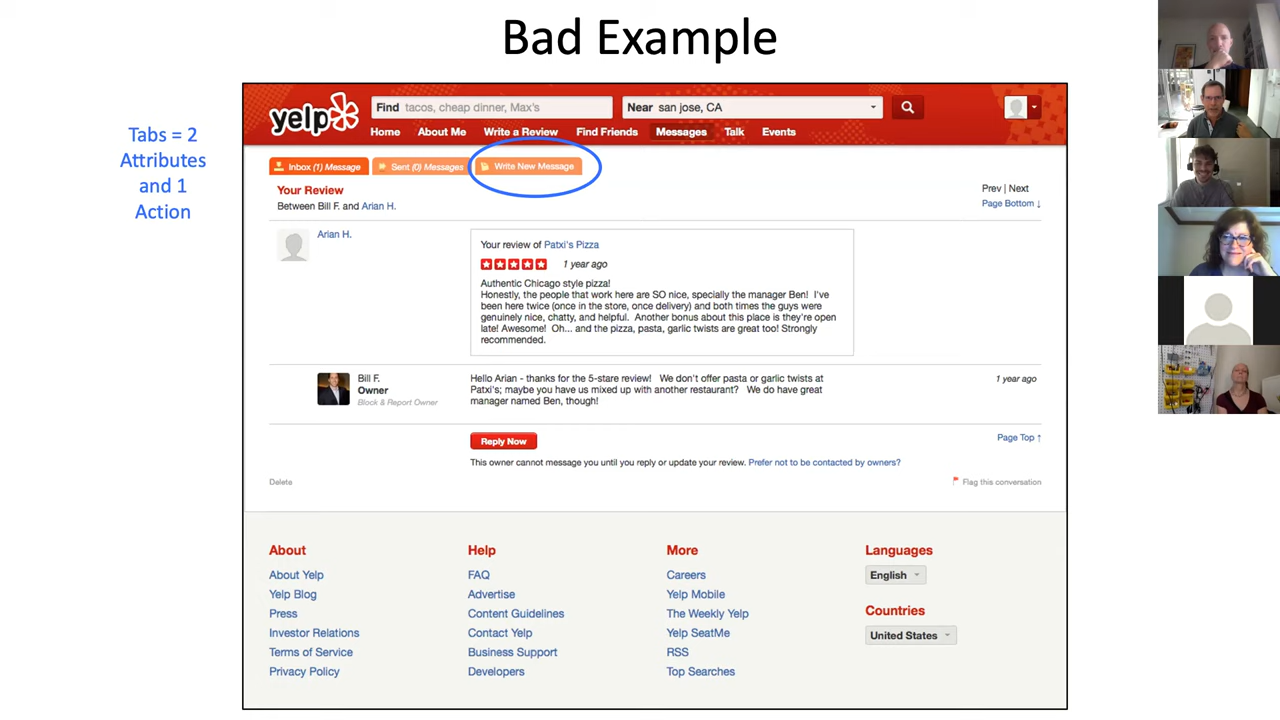 Bad Example
Tabs = 2
Attributes
and 1
Action
yelp
Find tacos, cheap dinner, Max's
Near san jose, CA
Home About Me Write a Review Find Friends Messages Talk Events
Inbox (1) Message Sent (0) Messages Write New Message
Your Review
Between Bill F. and Arian H.
Prev | Next
Page Bottom ↓
Arian H.
Your review of Patxi's Pizza
1 year ago
Authentic Chicago style pizza!
Honestly, the people that work here are SO nice, specially the manager Ben! I've
been here twice (once in the store, once delivery) and both times the guys were
genuinely nice, chatty, and helpful. Another bonus about this place is they're open
late! Awesome! Oh... and the pizza, pasta, garlic twists are great too! Strongly
recommended.
Bill F.
Owner
Block & Report Owner
Hello Arian - thanks for the 5-stare review! We don't offer pasta or garlic twists at
Patxi's; maybe you have us mixed up with another restaurant? We do have great
manager named Ben, though!
1 year ago
Reply Now
Page Top ↑
This owner cannot message you until you reply or update your review. Prefer not to be contacted by owners?
Delete
Flag this conversation
About
About Yelp
Yelp Blog
Press
Investor Relations
Terms of Service
Privacy Policy
Help
FAQ
Advertise
Content Guidelines
Contact Yelp
Business Support
Developers
More
Careers
Yelp Mobile
The Weekly Yelp
Yelp SeatMe
RSS
Top Searches
Languages
English
Countries
United States